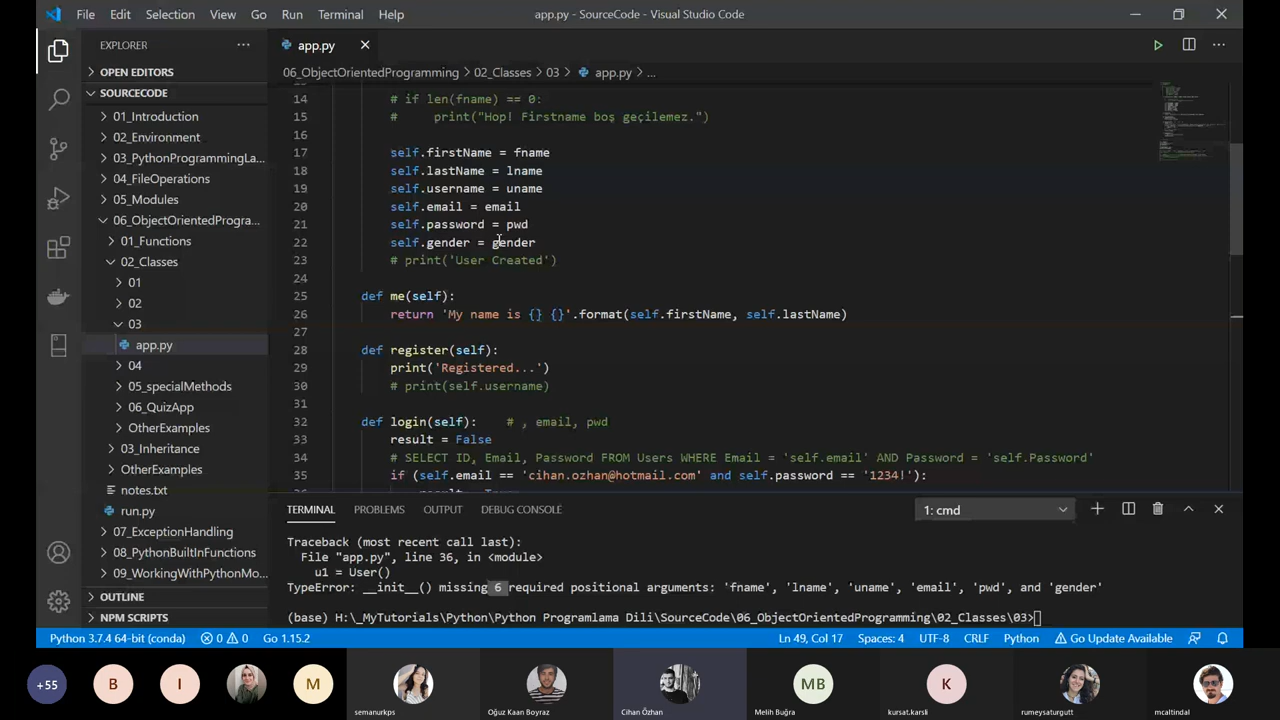 File Edit Selection View Go Run Terminal Help app.py - SourceCode - Visual Studio Code
EXPLORER
OPEN EDITORS
SOURCECODE
01_Introduction
02_Environment
03_PythonProgrammingLa...
04_FileOperations
05_Modules
06_ObjectOrientedProgra...
01_Functions
02_Classes
01
02
03
app.py
04
05_specialMethods
06_QuizApp
OtherExamples
03_Inheritance
OtherExamples
notes.txt
run.py
07_ExceptionHandling
08_PythonBuiltInFunctions
09_WorkingWithPythonMo...
OUTLINE
NPM SCRIPTS
app.py
06_ObjectOrientedProgramming > 02_Classes > 03 > app.py > ...
14 # if len(fname) == 0:
15 #     print("Hop! Firstname boş geçilemez.")
16
17 self.firstName = fname
18 self.lastName = lname
19 self.username = uname
20 self.email = email
21 self.password = pwd
22 self.gender = gender
23 # print('User Created')
24
25 def me(self):
26 return 'My name is {} {}'.format(self.firstName, self.lastName)
27
28 def register(self):
29 print('Registered...')
30 # print(self.username)
31
32 def login(self):    # , email, pwd
33 result = False
34 # SELECT ID, Email, Password FROM Users WHERE Email = 'self.email' AND Password = 'self.Password'
35 if (self.email == 'cihan.ozhan@hotmail.com' and self.password == '1234!'):
TERMINAL PROBLEMS OUTPUT DEBUG CONSOLE 1: cmd
Traceback (most recent call last):
File "app.py", line 36, in <module>
u1 = User()
TypeError: __init__() missing 6 required positional arguments: 'fname', 'lname', 'uname', 'email', 'pwd', and 'gender'
(base) H:\_MyTutorials\Python\Python Programlama Dili\SourceCode\06_ObjectOrientedProgramming\02_Classes\03>
Python 3.7.4 64-bit (conda) 0 0 Go 1.15.2 Ln 49, Col 17 Spaces: 4 UTF-8 CRLF Python Go Update Available
+55 B I M MB K
semanurkps Oğuz Kaan Boyraz Cihan Özhan Melih Buğra kursat.karsli rumeysaturgutt mcaltindal